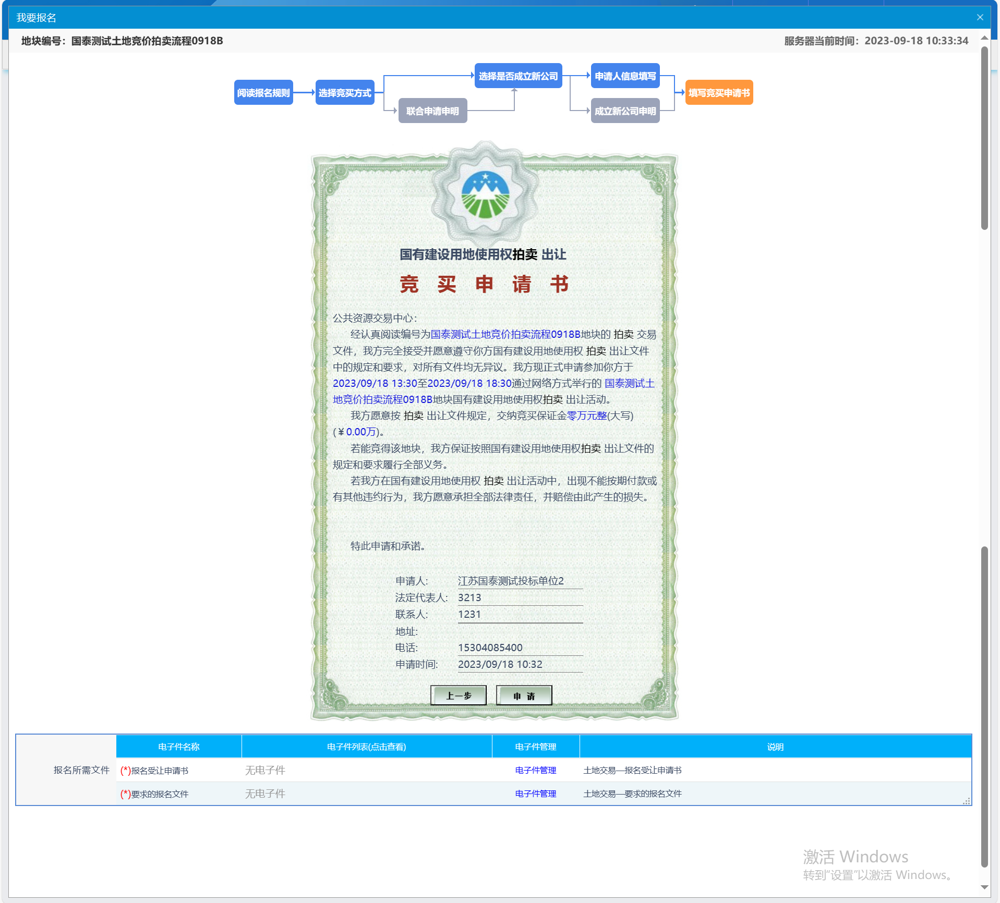 我要报名
地块编号：国泰测试土地竞价拍卖流程0918B
服务器当前时间：2023-09-18 10:33:34
阅读报名规则
选择竞买方式
联合申请申明
选择是否成立新公司
申请人信息填写
成立新公司申明
填写竞买申请书
国有建设用地使用权拍卖 出让
竞 买 申 请 书
公共资源交易中心：
经认真阅读编号为国泰测试土地竞价拍卖流程0918B地块的 拍卖 交易
文件，我方完全接受并愿意遵守你方国有建设用地使用权 拍卖 出让文件
中的规定和要求，对所有文件均无异议。我方现正式申请参加你方于
2023/09/18 13:30至2023/09/18 18:30通过网络方式举行的 国泰测试土
地竞价拍卖流程0918B地块国有建设用地使用权拍卖 出让活动。
我方愿意按 拍卖 出让文件规定，交纳竞买保证金零万元整(大写)
(￥0.00万)。
若能竞得该地块，我方保证按照国有建设用地使用权拍卖 出让文件的
规定和要求履行全部义务。
若我方在国有建设用地使用权 拍卖 出让活动中，出现不能按期付款或
有其他违约行为，我方愿意承担全部法律责任，并赔偿由此产生的损失。
特此申请和承诺。
申请人: 江苏国泰测试投标单位2
法定代表人: 3213
联系人: 1231
地址:
电话: 15304085400
申请时间: 2023/09/18 10:32
上一步 申 请
报名所需文件
电子件名称 电子件列表(点击查看) 电子件管理 说明
(*)报名受让申请书 无电子件 电子件管理 土地交易—报名受让申请书
(*)要求的报名文件 无电子件 电子件管理 土地交易—要求的报名文件
激活 Windows
转到“设置”以激活 Windows。